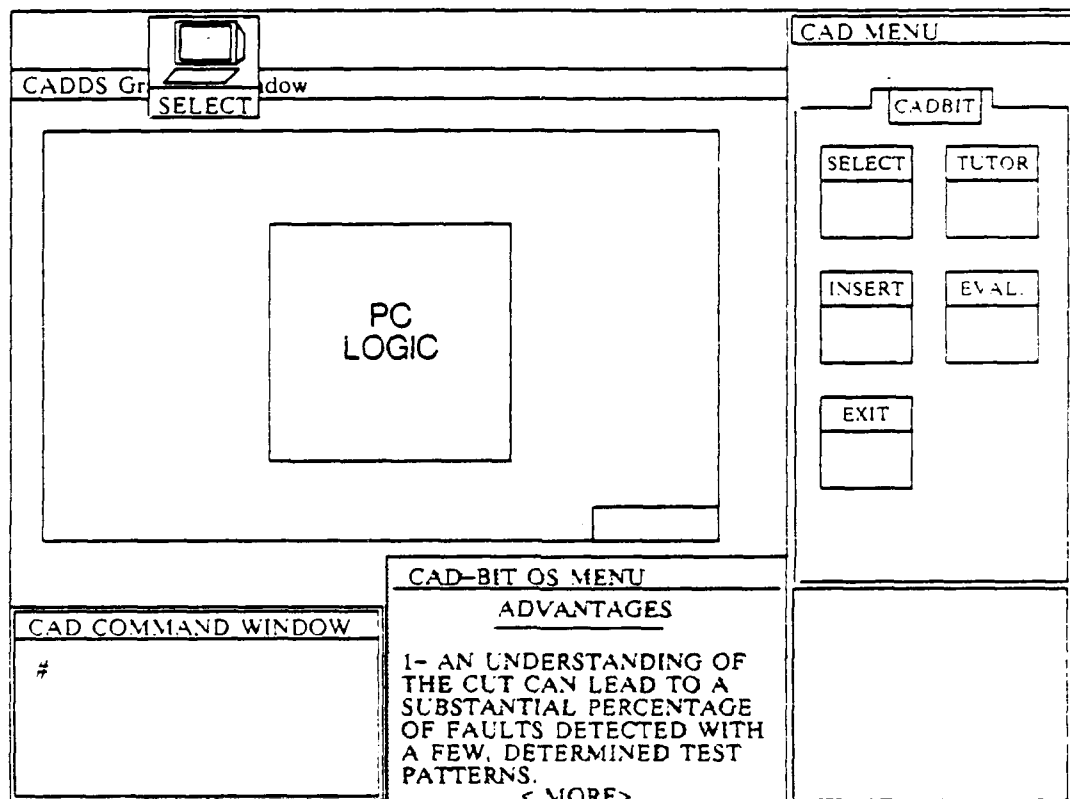 CAD MENU
CADDS Gr
dow
SELECT
CADBIT
SELECT
TUTOR
INSERT
EVAL.
EXIT
PC
LOGIC
CAD-BIT OS MENU
ADVANTAGES
CAD COMMAND WINDOW
#
1- AN UNDERSTANDING OF
THE CUT CAN LEAD TO A
SUBSTANTIAL PERCENTAGE
OF FAULTS DETECTED WITH
A FEW, DETERMINED TEST
PATTERNS.
< MORE>